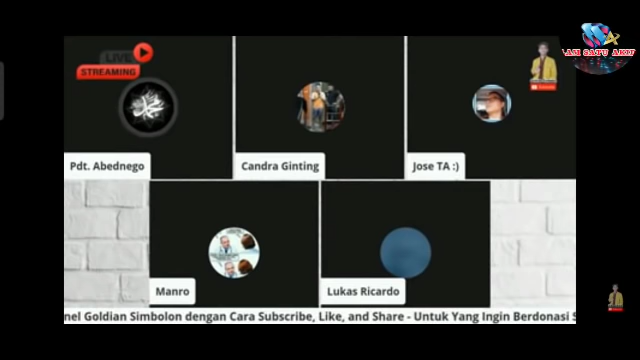 LIVE
STREAMING
Pdt. Abednego
Candra Ginting
Jose TA :)
Manro
Lukas Ricardo
nel Goldian Simbolon dengan Cara Subscribe, Like, and Share - Untuk Yang Ingin Berdonasi S